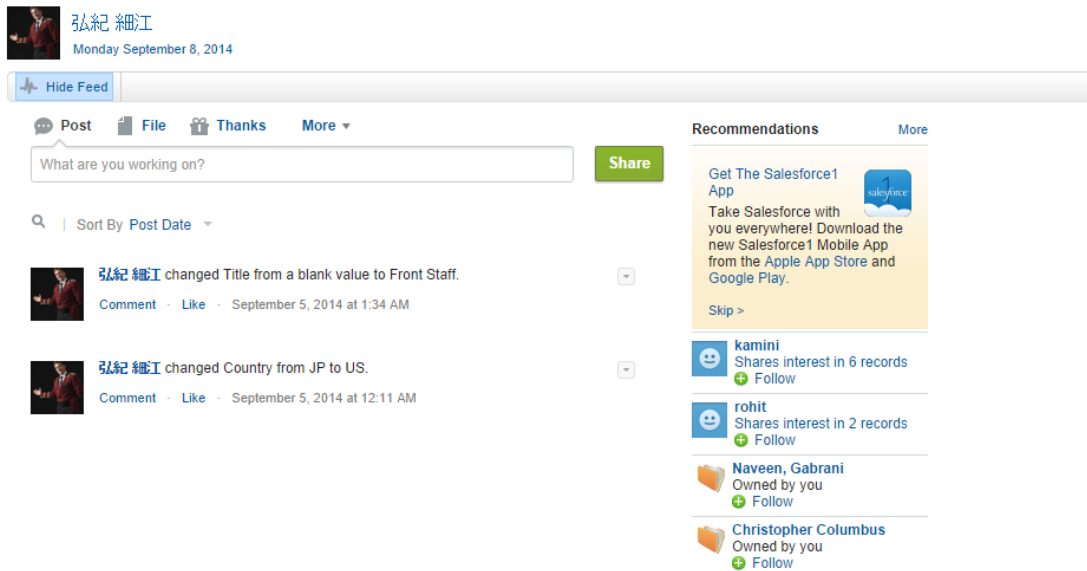 弘紀 細江
Monday September 8, 2014
Hide Feed
Post File Thanks More
What are you working on?
Share
Sort By Post Date
弘紀 細江 changed Title from a blank value to Front Staff.
Comment · Like · September 5, 2014 at 1:34 AM
弘紀 細江 changed Country from JP to US.
Comment · Like · September 5, 2014 at 12:11 AM
Recommendations More
Get The Salesforce1
App
salesforce
1
Take Salesforce with
you everywhere! Download the
new Salesforce1 Mobile App
from the Apple App Store and
Google Play.
Skip >
kamini
Shares interest in 6 records
Follow
rohit
Shares interest in 2 records
Follow
Naveen, Gabrani
Owned by you
Follow
Christopher Columbus
Owned by you
Follow